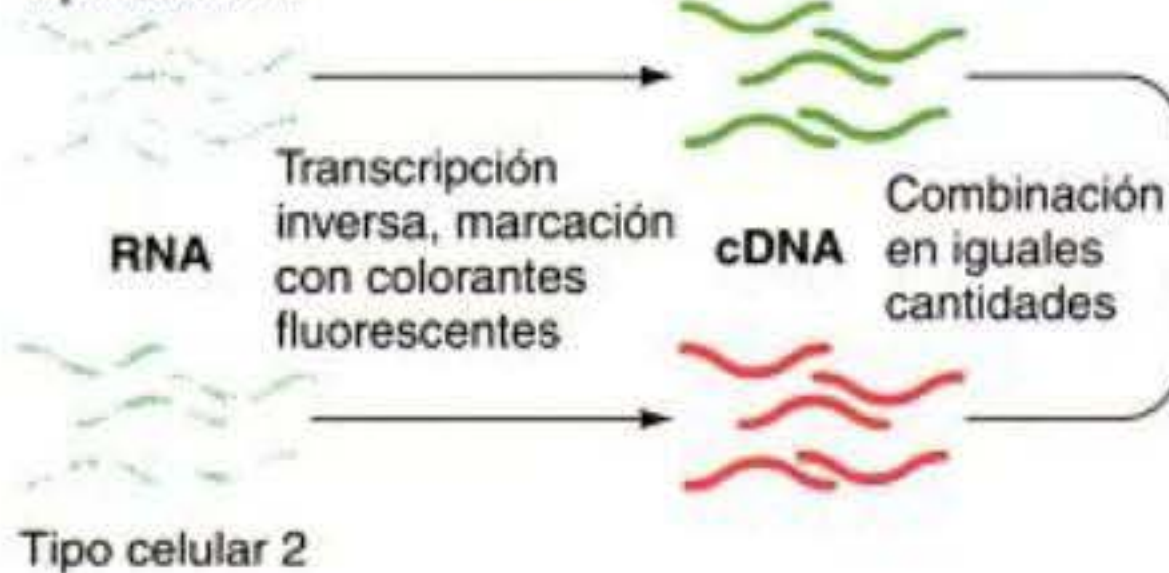 Transcripción
inversa, marcación
con colorantes
fluorescentes
RNA
cDNA
Combinación
en iguales
cantidades
Tipo celular 2